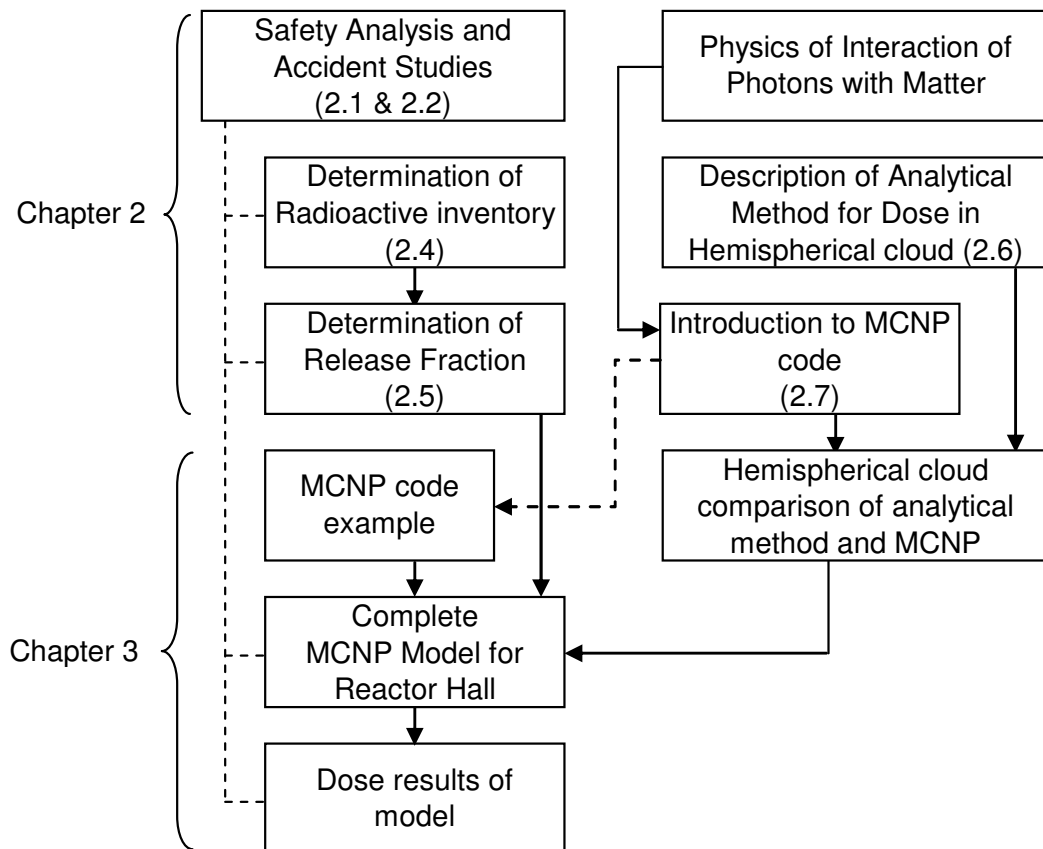 Safety Analysis and
Accident Studies
(2.1 & 2.2)
Physics of Interaction of
Photons with Matter
Chapter 2
Determination of
Radioactive inventory
(2.4)
Description of Analytical
Method for Dose in
Hemispherical cloud (2.6)
Determination of
Release Fraction
(2.5)
Introduction to MCNP
code
(2.7)
Chapter 3
MCNP code
example
Hemispherical cloud
comparison of analytical
method and MCNP
Complete
MCNP Model for
Reactor Hall
Dose results of
model